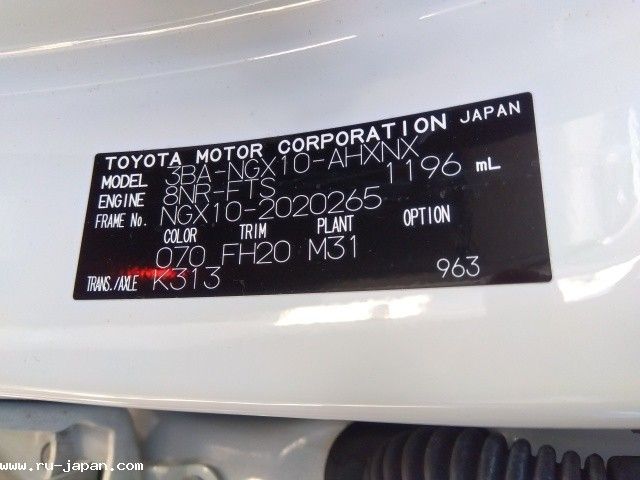 TOYOTA MOTOR CORPORATION JAPAN
MODEL 3BA-NGX10-AHXNX
ENGINE 8NR-FTS 1196 mL
FRAME No. NGX10-2020265
COLOR TRIM PLANT OPTION
070 FH20 M31
TRANS./AXLE K313 963
www.ru-japan.com